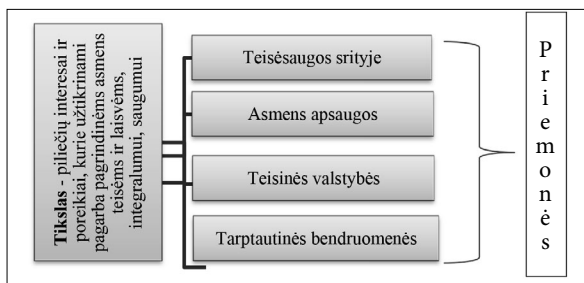 Tikslas - piliečių interesai ir
poreikiai, kurie užtikrinami
pagarba pagrindinėms asmens
teisėms ir laisvėms,
integralumui, saugumui
Teisėsaugos srityje
Asmens apsaugos
Teisinės valstybės
Tarptautinės bendruomenės
Priemonės